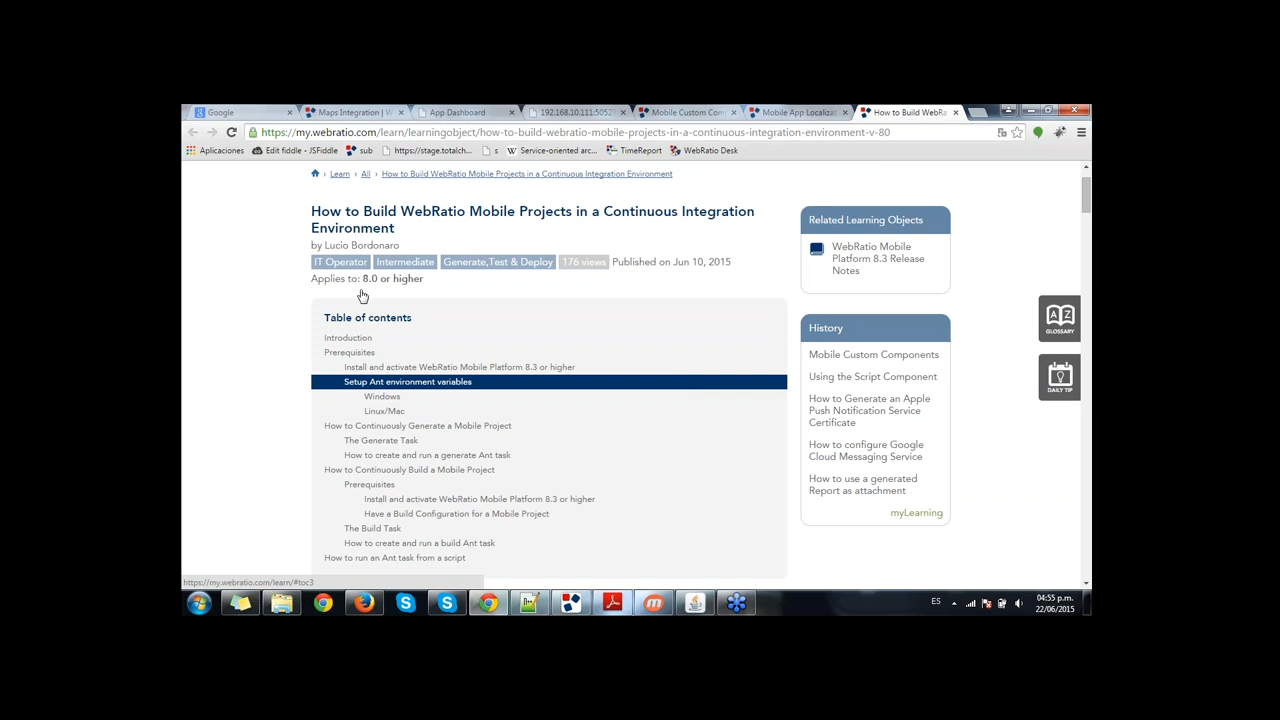 Google
Maps Integration | W
App Dashboard
192.168.10.111:5052
Mobile Custom Com
Mobile App Localizat
How to Build WebRa
https://my.webratio.com/learn/learningobject/how-to-build-webratio-mobile-projects-in-a-continuous-integration-environment-v-80
Aplicaciones
Edit fiddle - JSFiddle
sub
https://stage.totalch...
s
Service-oriented arc...
TimeReport
WebRatio Desk
Learn
All
How to Build WebRatio Mobile Projects in a Continuous Integration Environment
How to Build WebRatio Mobile Projects in a Continuous Integration
Environment
by Lucio Bordonaro
IT Operator Intermediate Generate,Test & Deploy 176 views Published on Jun 10, 2015
Applies to: 8.0 or higher
Table of contents
Introduction
Prerequisites
Install and activate WebRatio Mobile Platform 8.3 or higher
Setup Ant environment variables
Windows
Linux/Mac
How to Continuously Generate a Mobile Project
The Generate Task
How to create and run a generate Ant task
How to Continuously Build a Mobile Project
Prerequisites
Install and activate WebRatio Mobile Platform 8.3 or higher
Have a Build Configuration for a Mobile Project
The Build Task
How to create and run a build Ant task
How to run an Ant task from a script
Related Learning Objects
WebRatio Mobile
Platform 8.3 Release
Notes
History
Mobile Custom Components
Using the Script Component
How to Generate an Apple
Push Notification Service
Certificate
How to configure Google
Cloud Messaging Service
How to use a generated
Report as attachment
myLearning
A Z
GLOSSARY
DAILY TIP
https://my.webratio.com/learn/#toc3
ES
04:55 p.m.
22/06/2015